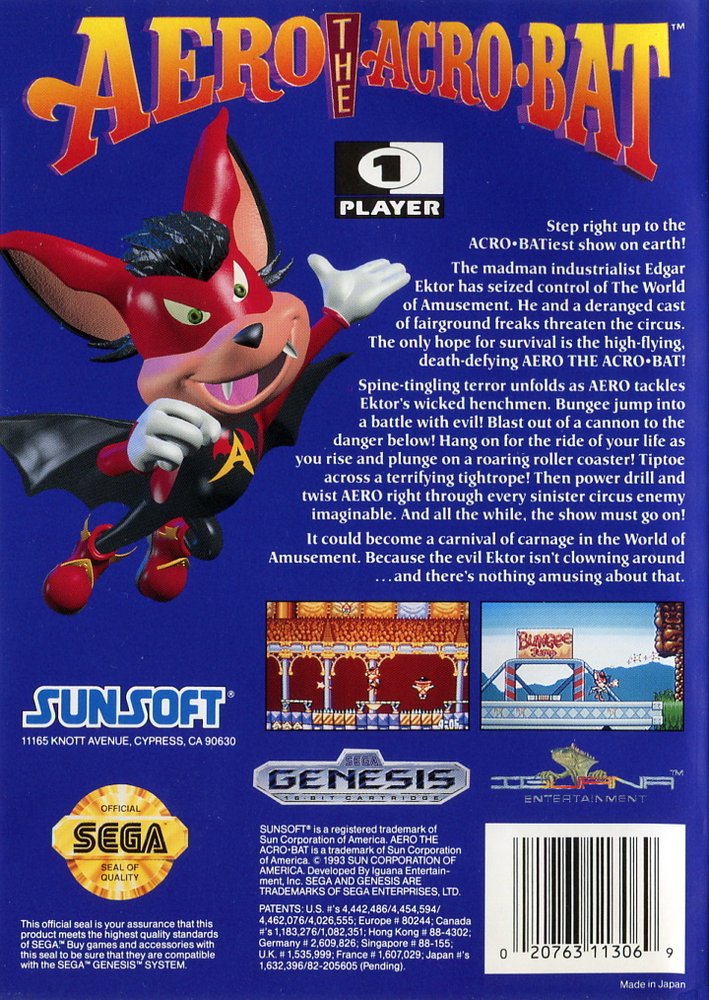 AERO THE ACRO•BAT™
1
PLAYER
Step right up to the
ACRO•BATiest show on earth!
The madman industrialist Edgar
Ektor has seized control of The World
of Amusement. He and a deranged cast
of fairground freaks threaten the circus.
The only hope for survival is the high-flying,
death-defying AERO THE ACRO•BAT!
Spine-tingling terror unfolds as AERO tackles
Ektor's wicked henchmen. Bungee jump into
a battle with evil! Blast out of a cannon to the
danger below! Hang on for the ride of your life as
you rise and plunge on a roaring roller coaster! Tiptoe
across a terrifying tightrope! Then power drill and
twist AERO right through every sinister circus enemy
imaginable. And all the while, the show must go on!
It could become a carnival of carnage in the World of
Amusement. Because the evil Ektor isn't clowning around
...and there's nothing amusing about that.
A
BUNGEE
JUMP
SUNSOFT®
11165 KNOTT AVENUE, CYPRESS, CA 90630
SEGA
GENESIS
16-BIT CARTRIDGE
IGUANA™
ENTERTAINMENT
OFFICIAL
SEGA
SEAL OF
QUALITY
This official seal is your assurance that this
product meets the highest quality standards
of SEGA.™ Buy games and accessories with
this seal to be sure that they are compatible
with the SEGA™ GENESIS™ SYSTEM.
SUNSOFT® is a registered trademark of
Sun Corporation of America. AERO THE
ACRO•BAT is a trademark of Sun Corporation
of America. © 1993 SUN CORPORATION OF
AMERICA. Developed By Iguana Entertain-
ment, Inc. SEGA AND GENESIS ARE
TRADEMARKS OF SEGA ENTERPRISES, LTD.
PATENTS: U.S. #'s 4,442,486/4,454,594/
4,462,076/4,026,555; Europe # 80244; Canada
#'s 1,183,276/1,082,351; Hong Kong # 88-4302;
Germany # 2,609,826; Singapore # 88-155;
U.K. # 1,535,999; France # 1,607,029; Japan #'s
1,632,396/82-205605 (Pending).
0 20763 11306 9
Made in Japan